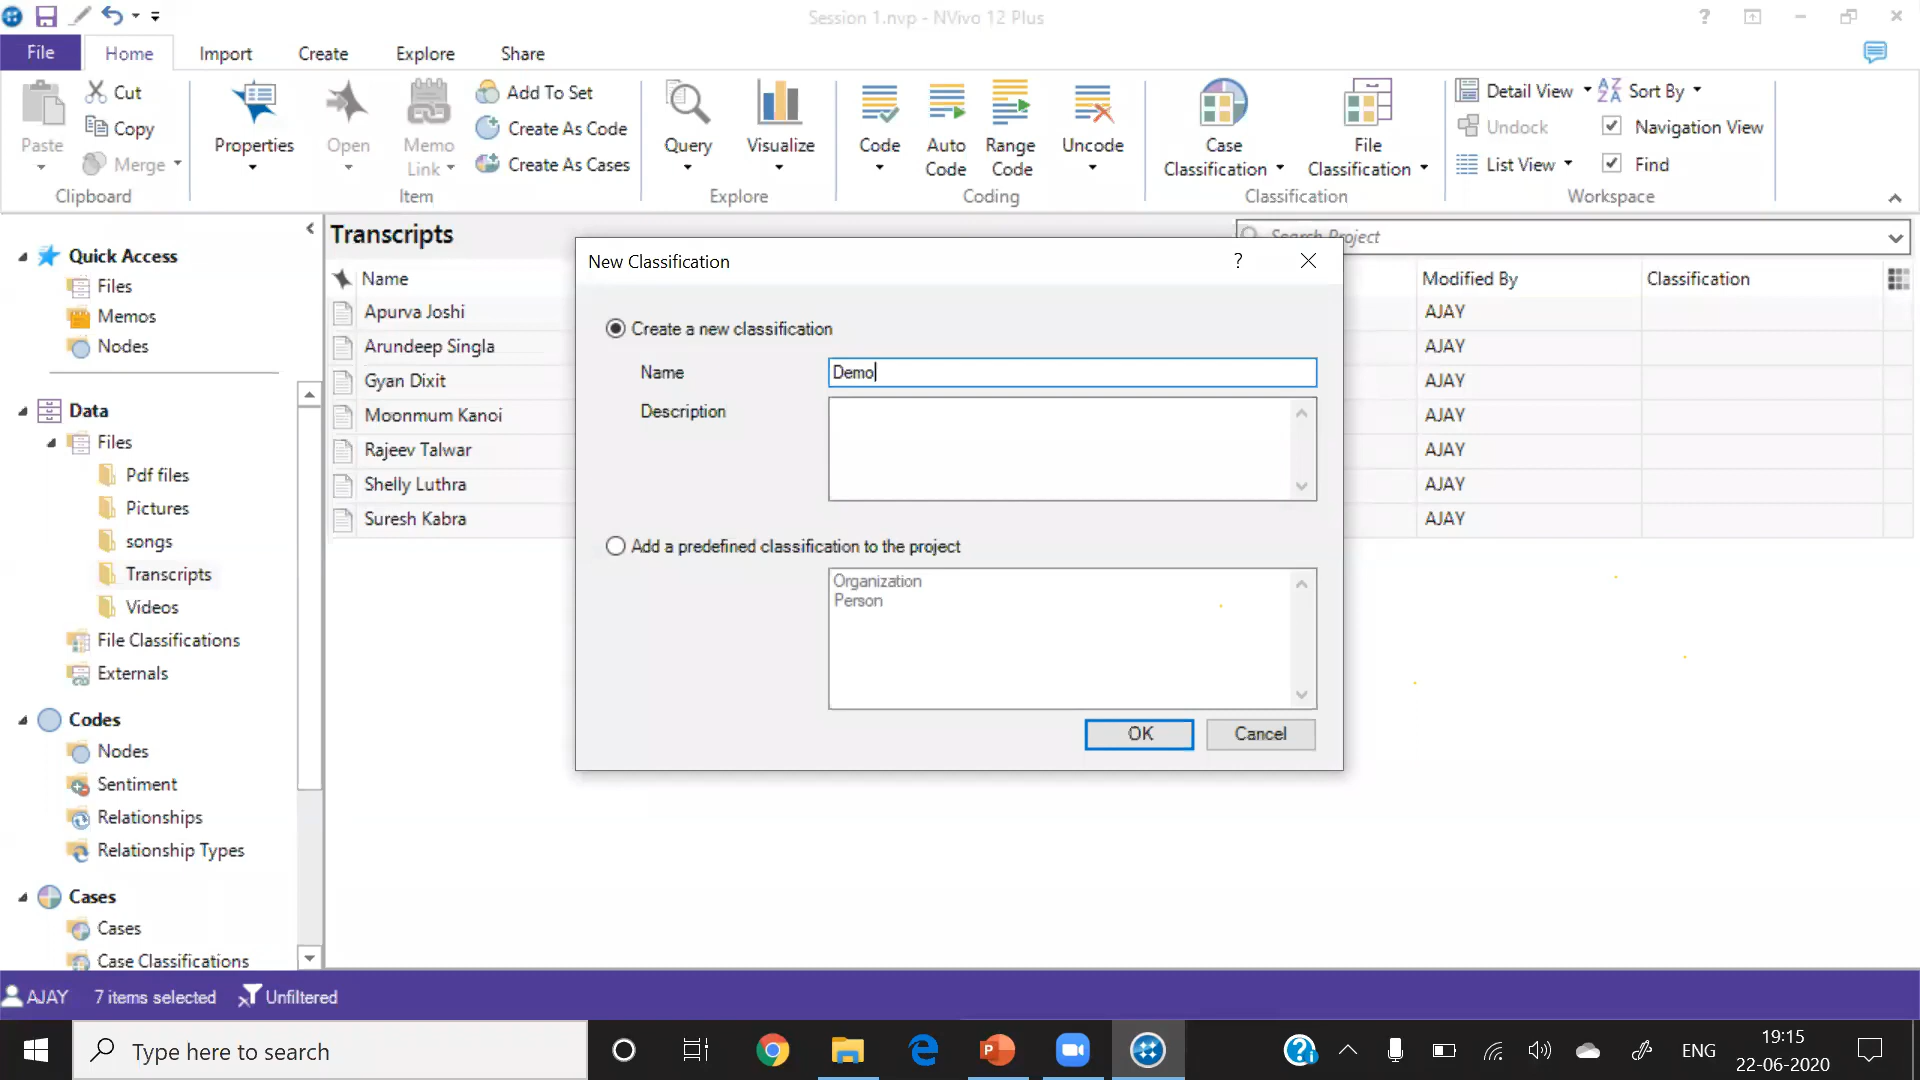 Session 1.nvp - NVivo 12 Plus
File
Home
Import
Create
Explore
Share
Paste
Cut
Copy
Merge
Clipboard
Properties
Open
Memo
Link
Add To Set
Create As Code
Create As Cases
Item
Query
Visualize
Explore
Code
Auto
Code
Range
Code
Uncode
Coding
Case
Classification
File
Classification
Classification
Detail View
Undock
List View
Sort By
Navigation View
Find
Workspace
Quick Access
Files
Memos
Nodes
Data
Files
Pdf files
Pictures
songs
Transcripts
Videos
File Classifications
Externals
Codes
Nodes
Sentiment
Relationships
Relationship Types
Cases
Cases
Case Classifications
Transcripts
Search Project
Name
Modified By
Classification
Apurva Joshi
AJAY
Arundeep Singla
AJAY
Gyan Dixit
AJAY
Moonmum Kanoi
AJAY
Rajeev Talwar
AJAY
Shelly Luthra
AJAY
Suresh Kabra
AJAY
New Classification
?
Create a new classification
Name
Demo
Description
Add a predefined classification to the project
Organization
Person
OK
Cancel
AJAY
7 items selected
Unfiltered
Type here to search
ENG
19:15
22-06-2020